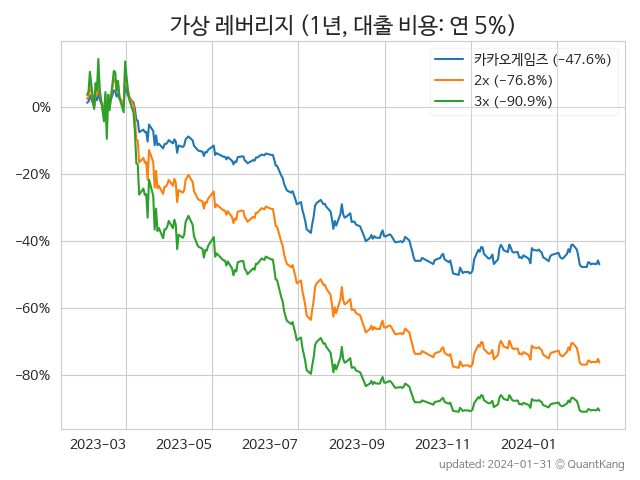 가상 레버리지 (1년, 대출 비용: 연 5%)
카카오게임즈 (−47.6%)
2x (−76.8%)
3x (−90.9%)
0%
−20%
−40%
−60%
−80%
2023-03 2023-05 2023-07 2023-09 2023-11 2024-01
updated: 2024-01-31 © QuantKang